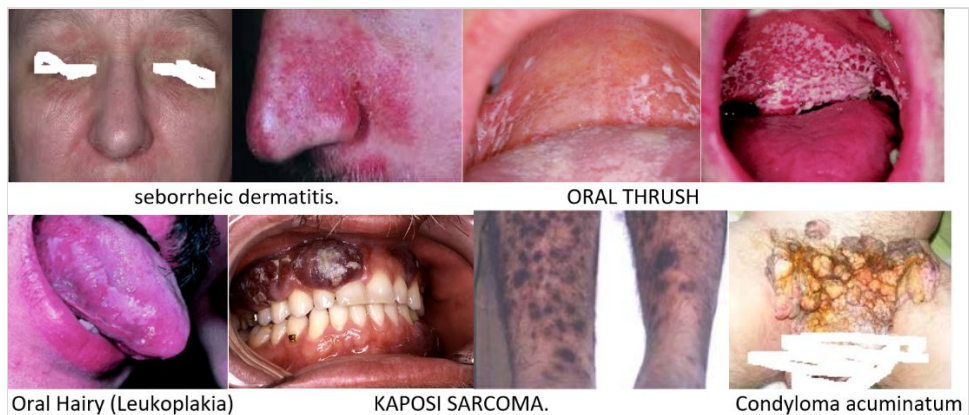 seborrheic dermatitis.
ORAL THRUSH
Oral Hairy (Leukoplakia)
KAPOSI SARCOMA.
Condyloma acuminatum